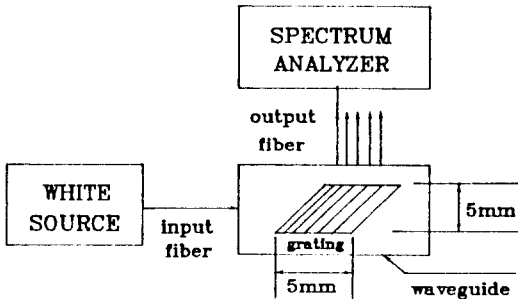 SPECTRUM
ANALYZER
output
fiber
WHITE
SOURCE
input
fiber
grating
5mm
5mm
waveguide